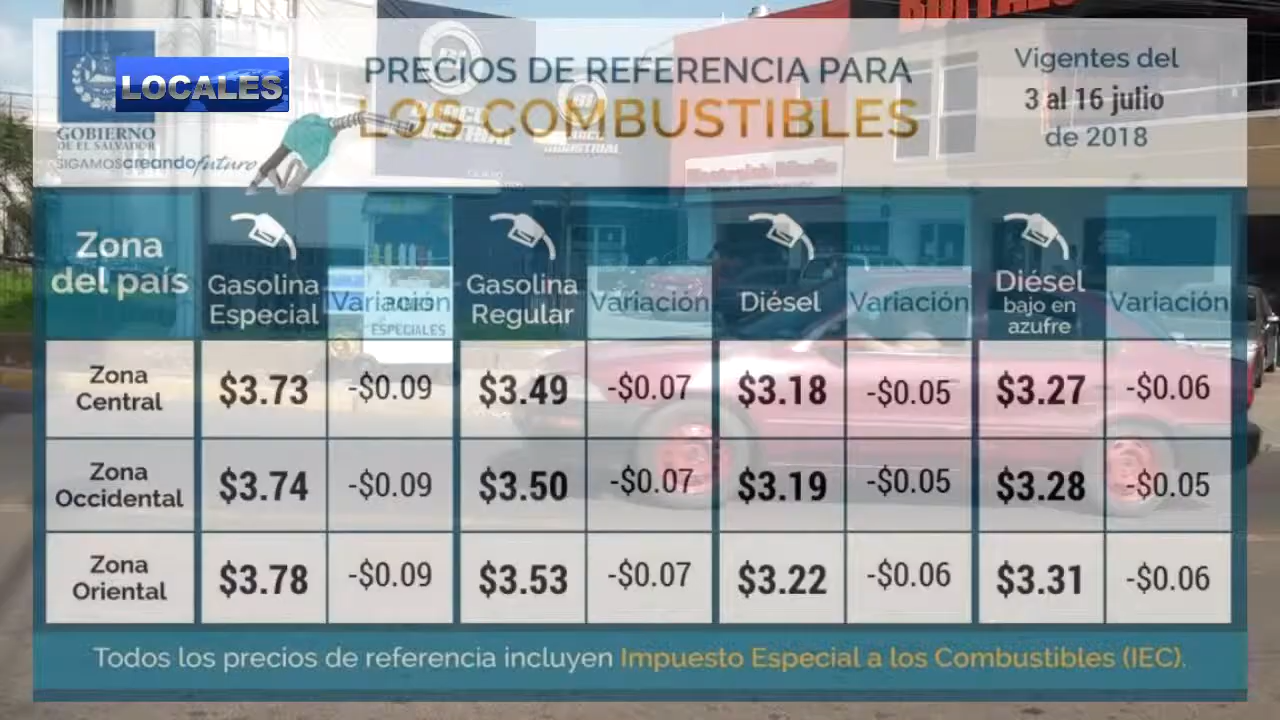 LOCALES
GOBIERNO
DE EL SALVADOR
SIGAMOS creando futuro
PRECIOS DE REFERENCIA PARA
LOS COMBUSTIBLES
Vigentes del
3 al 16 julio
de 2018
INDUSTRIAL
Zona
del país
Gasolina
Especial
Variación
ESPECIALES
Gasolina
Regular
Variación
Diésel
Variación
Diésel
bajo en
azufre
Variación
Zona
Central
$3.73
-$0.09
$3.49
-$0.07
$3.18
-$0.05
$3.27
-$0.06
Zona
Occidental
$3.74
-$0.09
$3.50
-$0.07
$3.19
-$0.05
$3.28
-$0.05
Zona
Oriental
$3.78
-$0.09
$3.53
-$0.07
$3.22
-$0.06
$3.31
-$0.06
Todos los precios de referencia incluyen Impuesto Especial a los Combustibles (IEC).